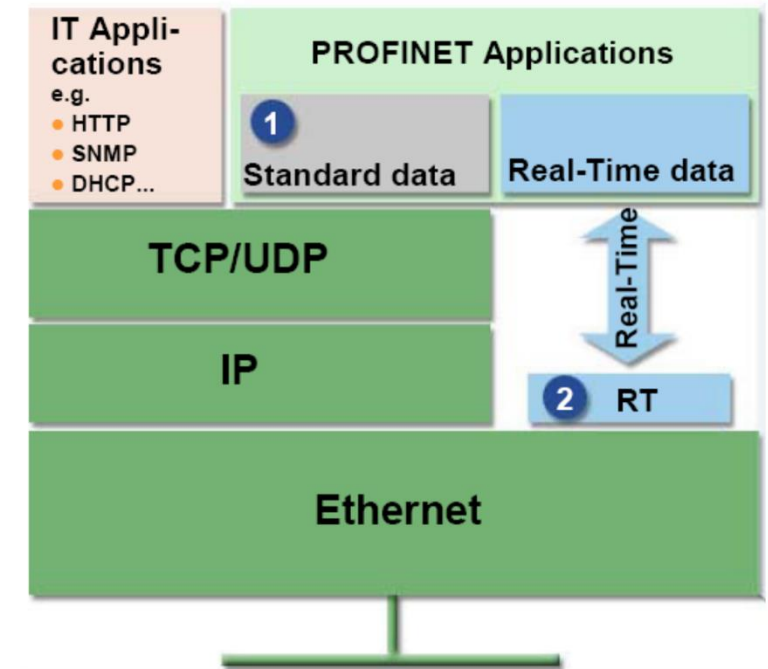 IT Appli-
cations
e.g.
HTTP
SNMP
DHCP...
PROFINET Applications
1
Standard data
Real-Time data
TCP/UDP
Real-Time
IP
2 RT
Ethernet